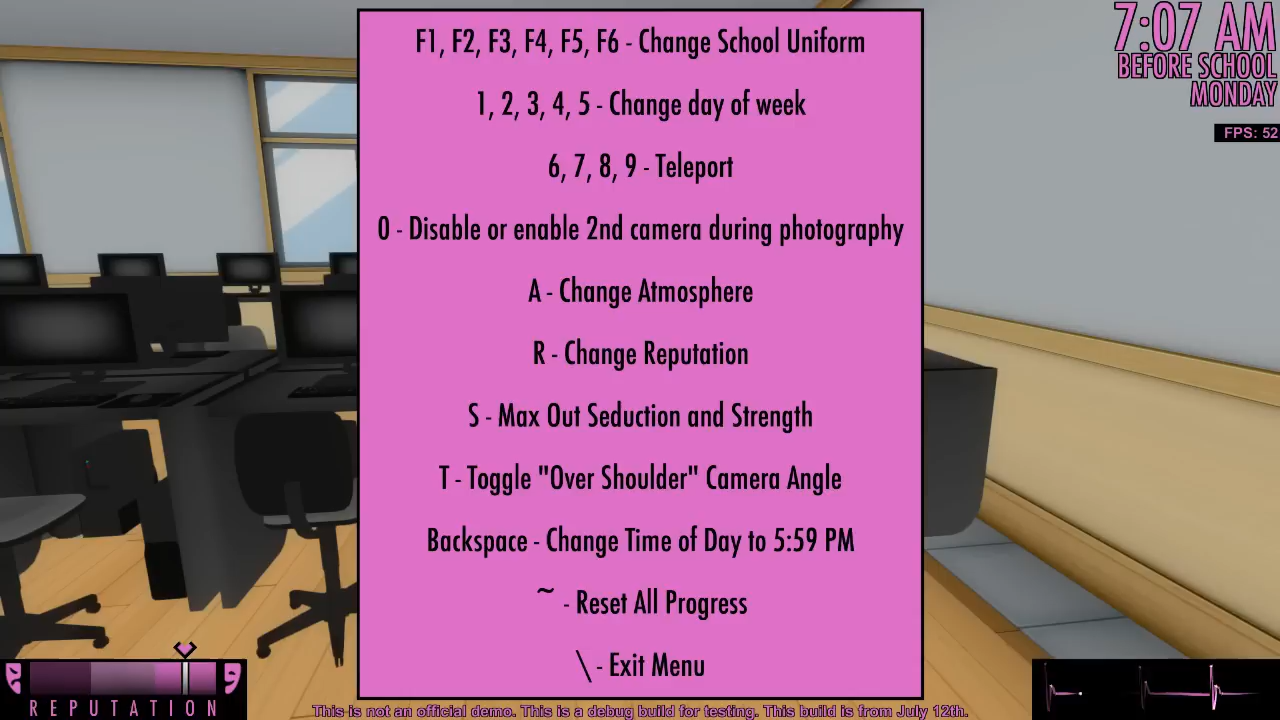 F1, F2, F3, F4, F5, F6 - Change School Uniform
1, 2, 3, 4, 5 - Change day of week
6, 7, 8, 9 - Teleport
0 - Disable or enable 2nd camera during photography
A - Change Atmosphere
R - Change Reputation
S - Max Out Seduction and Strength
T - Toggle "Over Shoulder" Camera Angle
Backspace - Change Time of Day to 5:59 PM
~ - Reset All Progress
\ - Exit Menu
7:07 AM
BEFORE SCHOOL
MONDAY
FPS: 52
REPUTATION
This is not an official demo. This is a debug build for testing. This build is from July 12th.